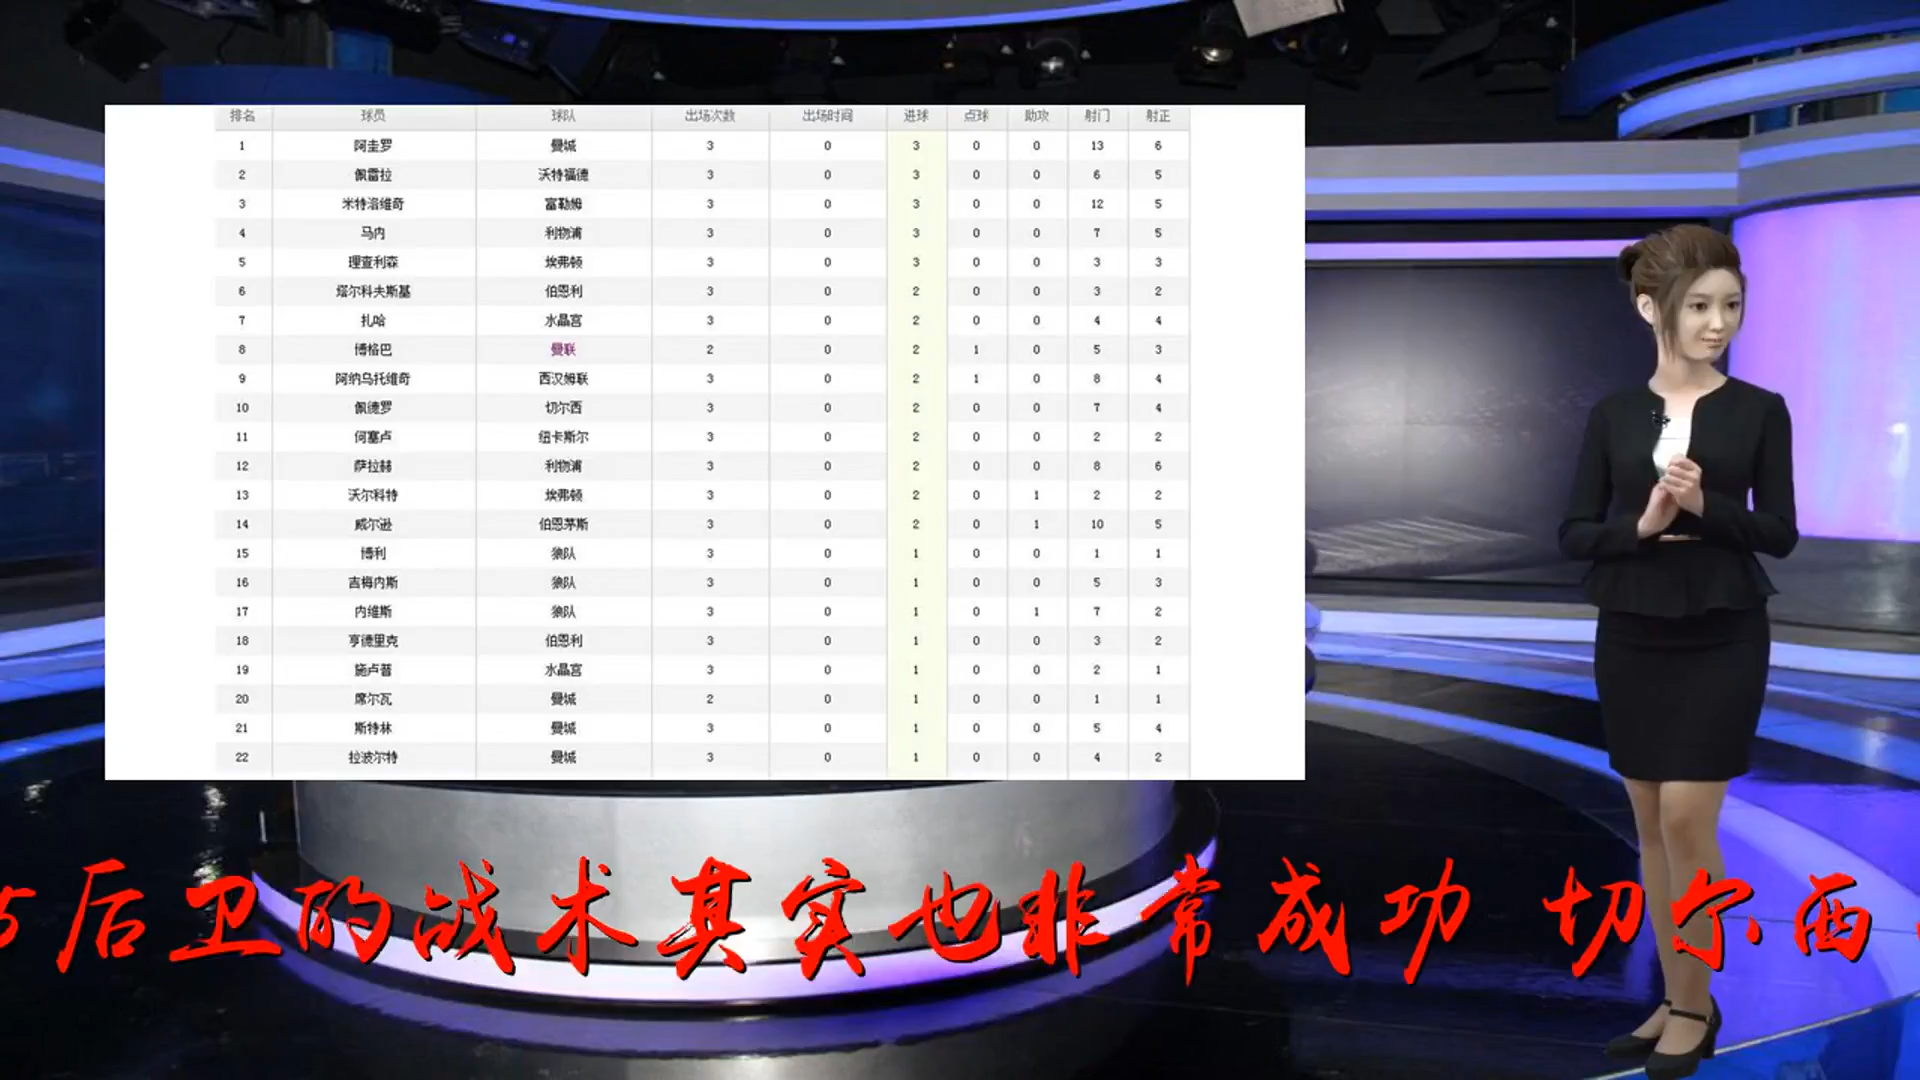 排名 球员 球队 出场次数 出场时间 进球 点球 助攻 射门 射正
1 阿圭罗 曼城 3 0 3 0 0 13 6
2 佩雷拉 沃特福德 3 0 3 0 0 6 5
3 米特洛维奇 富勒姆 3 0 3 0 0 12 5
4 马内 利物浦 3 0 3 0 0 7 5
5 理查利森 埃弗顿 3 0 3 0 0 3 3
6 塔尔科夫斯基 伯恩利 3 0 2 0 0 3 2
7 扎哈 水晶宫 3 0 2 0 0 4 4
8 博格巴 曼联 2 0 2 1 0 5 3
9 阿纳乌托维奇 西汉姆联 3 0 2 1 0 8 4
10 佩德罗 切尔西 3 0 2 0 0 7 4
11 何塞卢 纽卡斯尔 3 0 2 0 0 2 2
12 萨拉赫 利物浦 3 0 2 0 0 8 6
13 沃尔科特 埃弗顿 3 0 2 0 1 2 2
14 威尔逊 伯恩茅斯 3 0 2 0 1 10 5
15 博利 狼队 3 0 1 0 0 1 1
16 吉梅内斯 狼队 3 0 1 0 0 5 3
17 内维斯 狼队 3 0 1 0 1 7 2
18 亨德里克 伯恩利 3 0 1 0 0 3 2
19 施卢普 水晶宫 3 0 1 0 0 2 1
20 席尔瓦 曼城 2 0 1 0 0 1 1
21 斯特林 曼城 3 0 1 0 0 5 4
22 拉波尔特 曼城 3 0 1 0 0 4 2
5后卫的战术其实也非常成功 切尔西